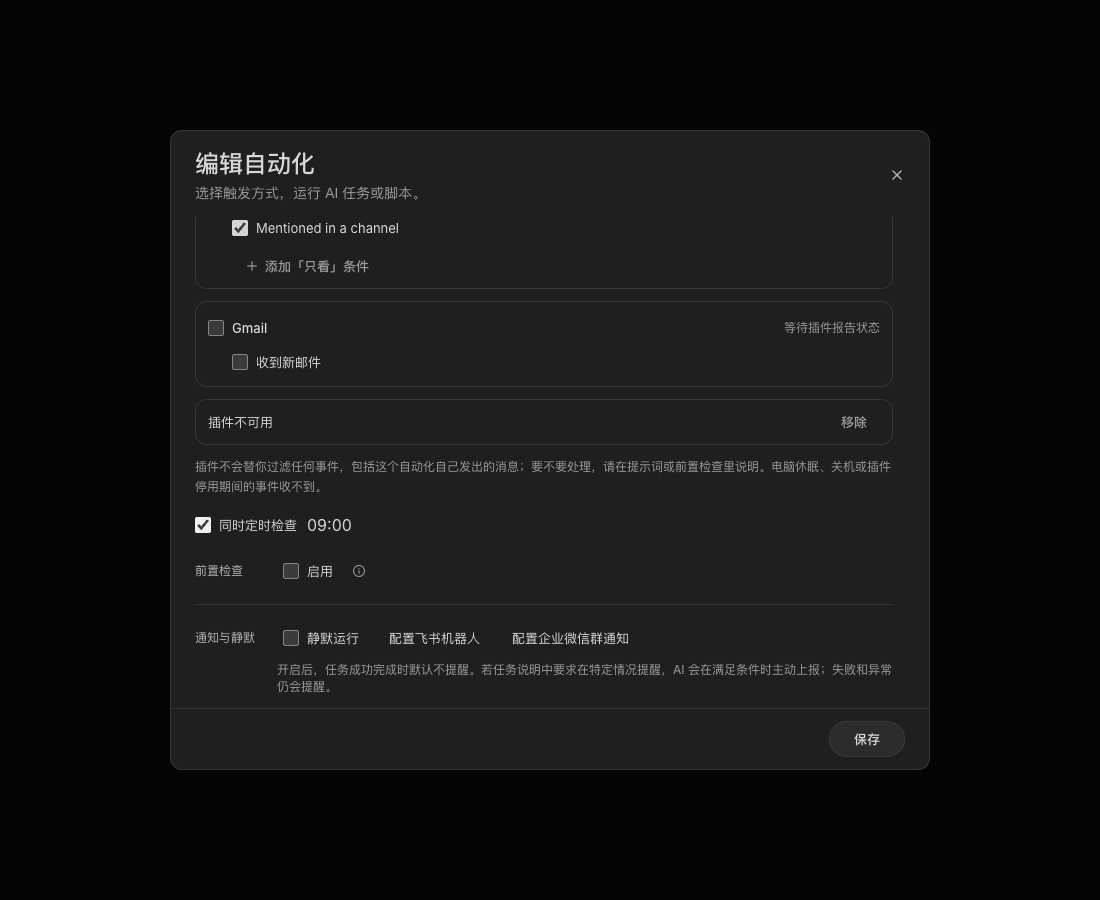 编辑自动化
选择触发方式，运行 AI 任务或脚本。
Mentioned in a channel
添加「只看」条件
Gmail
等待插件报告状态
收到新邮件
插件不可用
移除
插件不会替你过滤任何事件，包括这个自动化自己发出的消息；要不要处理，请在提示词或前置检查里说明。电脑休眠、关机或插件
停用期间的事件收不到。
同时定时检查 09:00
前置检查 启用
通知与静默 静默运行 配置飞书机器人 配置企业微信群通知
开启后，任务成功完成时默认不提醒。若任务说明中要求在特定情况提醒，AI 会在满足条件时主动上报；失败和异常
仍会提醒。
保存